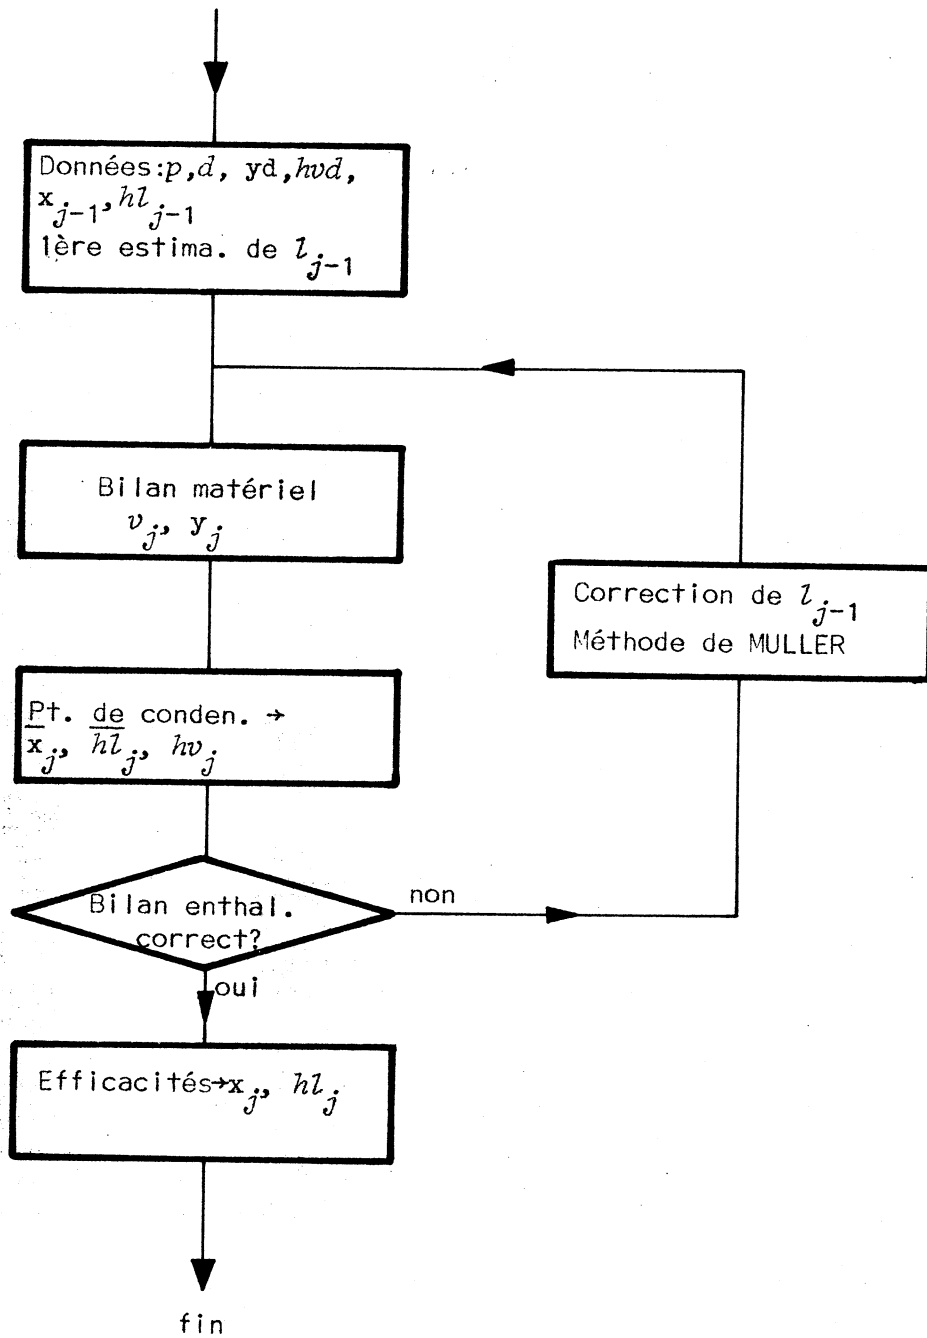 Données:p,d, yd,hvd,
x_{j-1},hl_{j-1}
1ère estima. de l_{j-1}
Bilan matériel
v_j, y_j
Correction de l_{j-1}
Méthode de MULLER
Pt. de conden. →
x_j, hl_j, hv_j
Bilan enthal.
correct?
non
oui
Efficacités→x_j, hl_j
fin